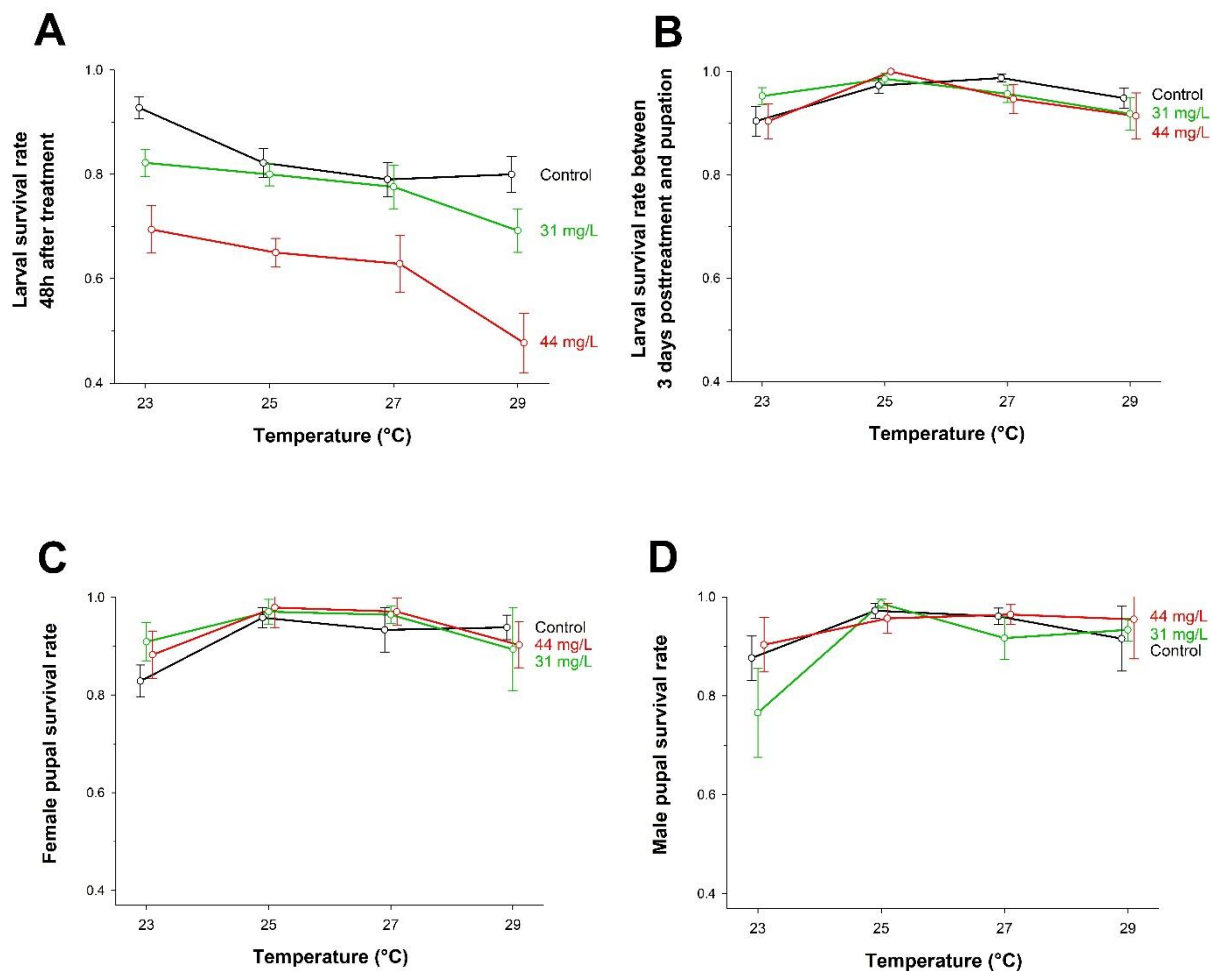 A
Larval survival rate
48h after treatment
1.0
0.8
0.6
0.4
Control
31 mg/L
44 mg/L
23 25 27 29
Temperature (°C)
B
Larval survival rate between
3 days posttreatment and pupation
1.0
0.8
0.6
0.4
Control
31 mg/L
44 mg/L
23 25 27 29
Temperature (°C)
C
Female pupal survival rate
1.0
0.8
0.6
0.4
Control
44 mg/L
31 mg/L
23 25 27 29
Temperature (°C)
D
Male pupal survival rate
1.0
0.8
0.6
0.4
44 mg/L
31 mg/L
Control
23 25 27 29
Temperature (°C)